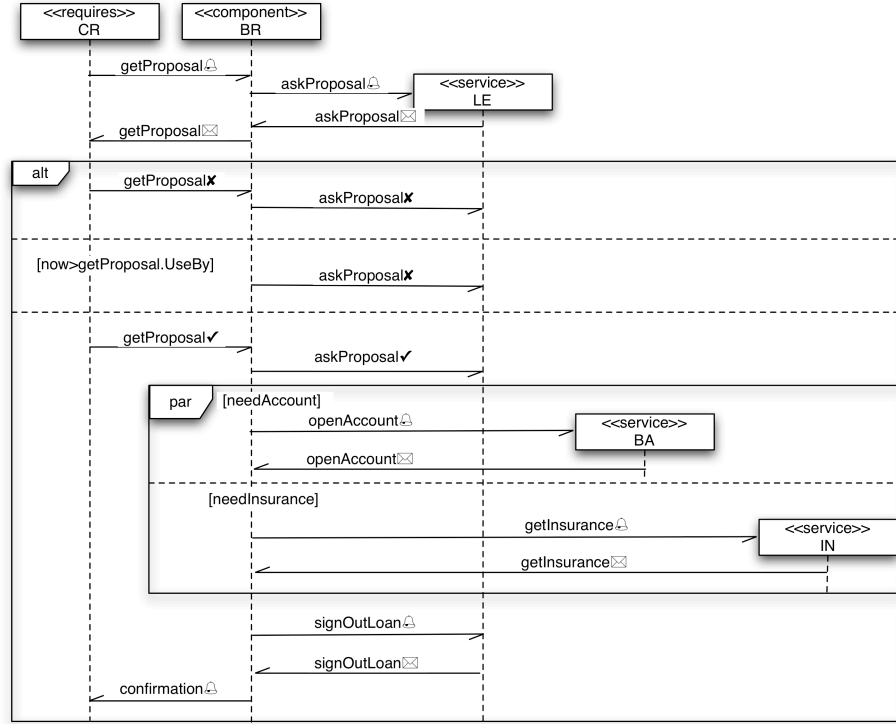 <<requires>>
CR
<<component>>
BR
getProposal🔔
askProposal🔔
<<service>>
LE
askProposal✉
getProposal✉
alt
getProposal✘
askProposal✘
[now>getProposal.UseBy]
askProposal✘
getProposal✔
askProposal✔
par
[needAccount]
openAccount🔔
<<service>>
BA
openAccount✉
[needInsurance]
getInsurance🔔
<<service>>
IN
getInsurance✉
signOutLoan🔔
signOutLoan✉
confirmation🔔